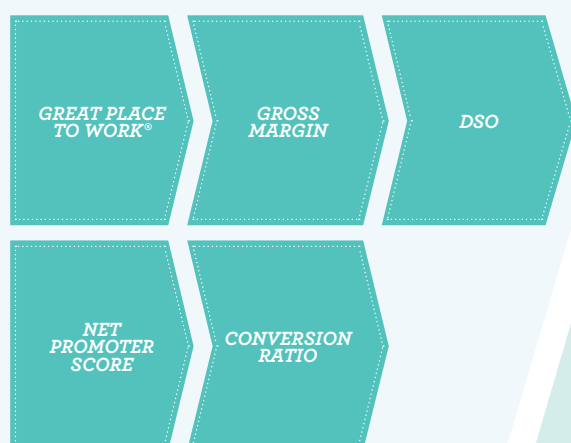 GREAT PLACE
TO WORK®
GROSS
MARGIN
DSO
NET
PROMOTER
SCORE
CONVERSION
RATIO